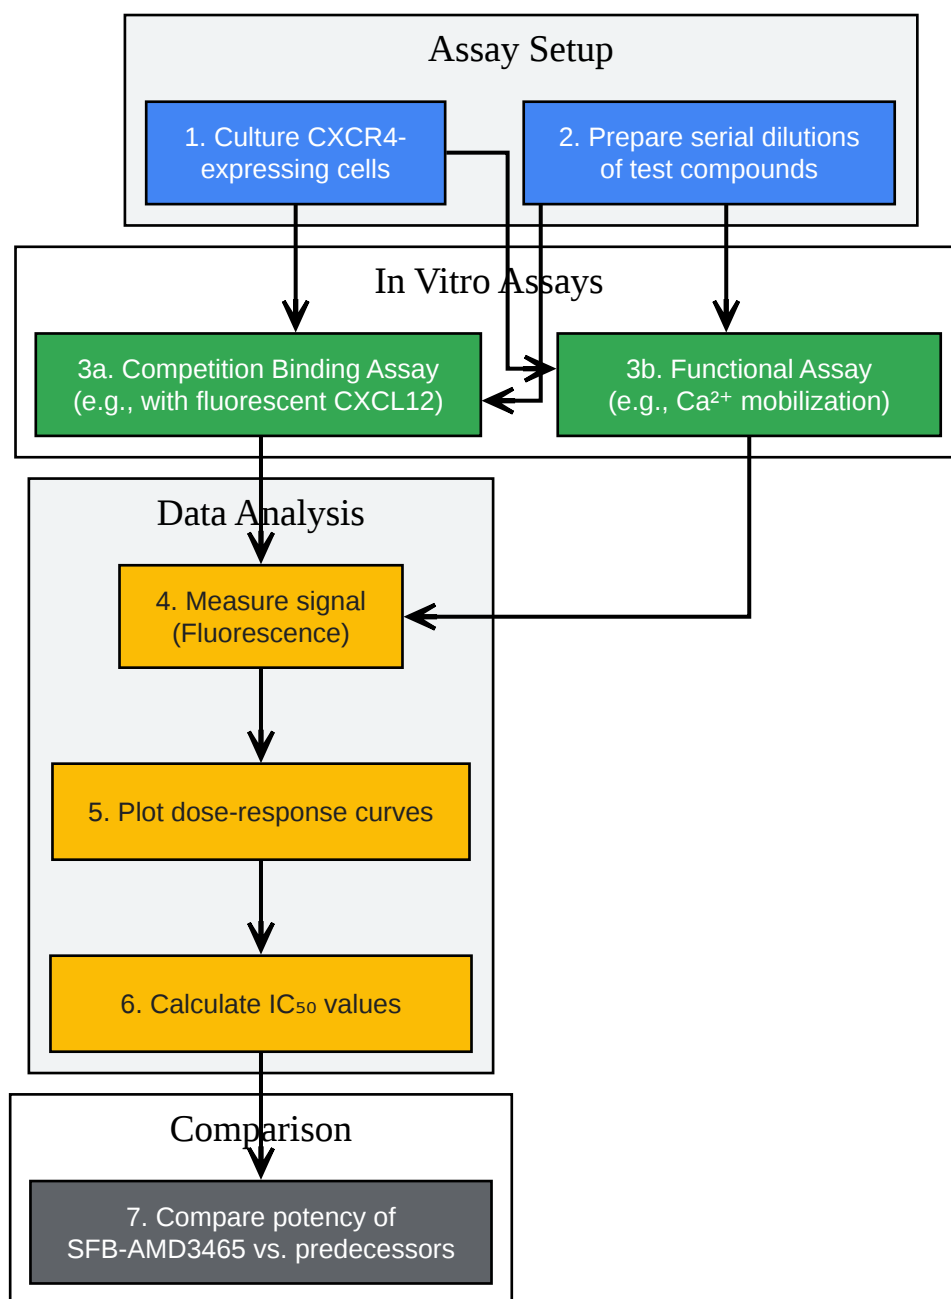 Assay Setup
1. Culture CXCR4-
expressing cells
2. Prepare serial dilutions
of test compounds
In Vitro Assays
3a. Competition Binding Assay
(e.g., with fluorescent CXCL12)
3b. Functional Assay
(e.g., Ca²⁺ mobilization)
Data Analysis
4. Measure signal
(Fluorescence)
5. Plot dose-response curves
6. Calculate IC₅₀ values
Comparison
7. Compare potency of
SFB-AMD3465 vs. predecessors